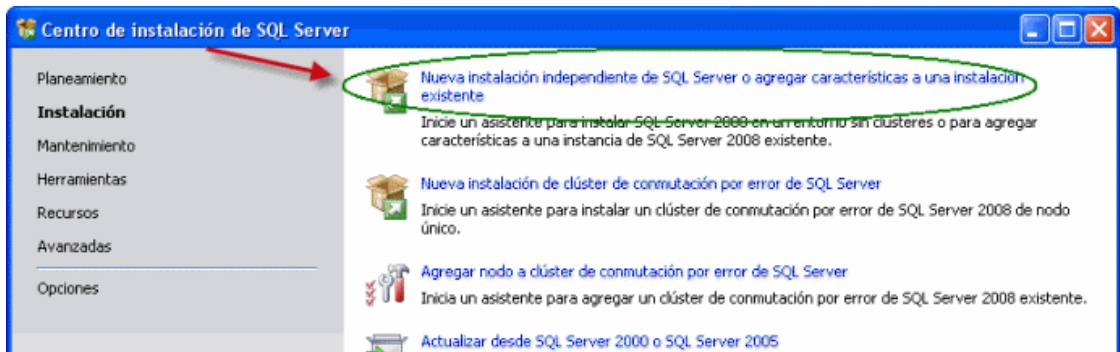 Centro de instalación de SQL Server
Planeamiento
Instalación
Mantenimiento
Herramientas
Recursos
Avanzadas
Opciones
Nueva instalación independiente de SQL Server o agregar características a una instalación
existente
Inicie un asistente para instalar SQL Server 2008 en un entorno sin clústeres o para agregar
características a una instancia de SQL Server 2008 existente.
Nueva instalación de clúster de conmutación por error de SQL Server
Inicie un asistente para instalar un clúster de conmutación por error de SQL Server 2008 de nodo
único.
Agregar nodo a clúster de conmutación por error de SQL Server
Inicia un asistente para agregar un clúster de conmutación por error de SQL Server 2008 existente.
Actualizar desde SQL Server 2000 o SQL Server 2005